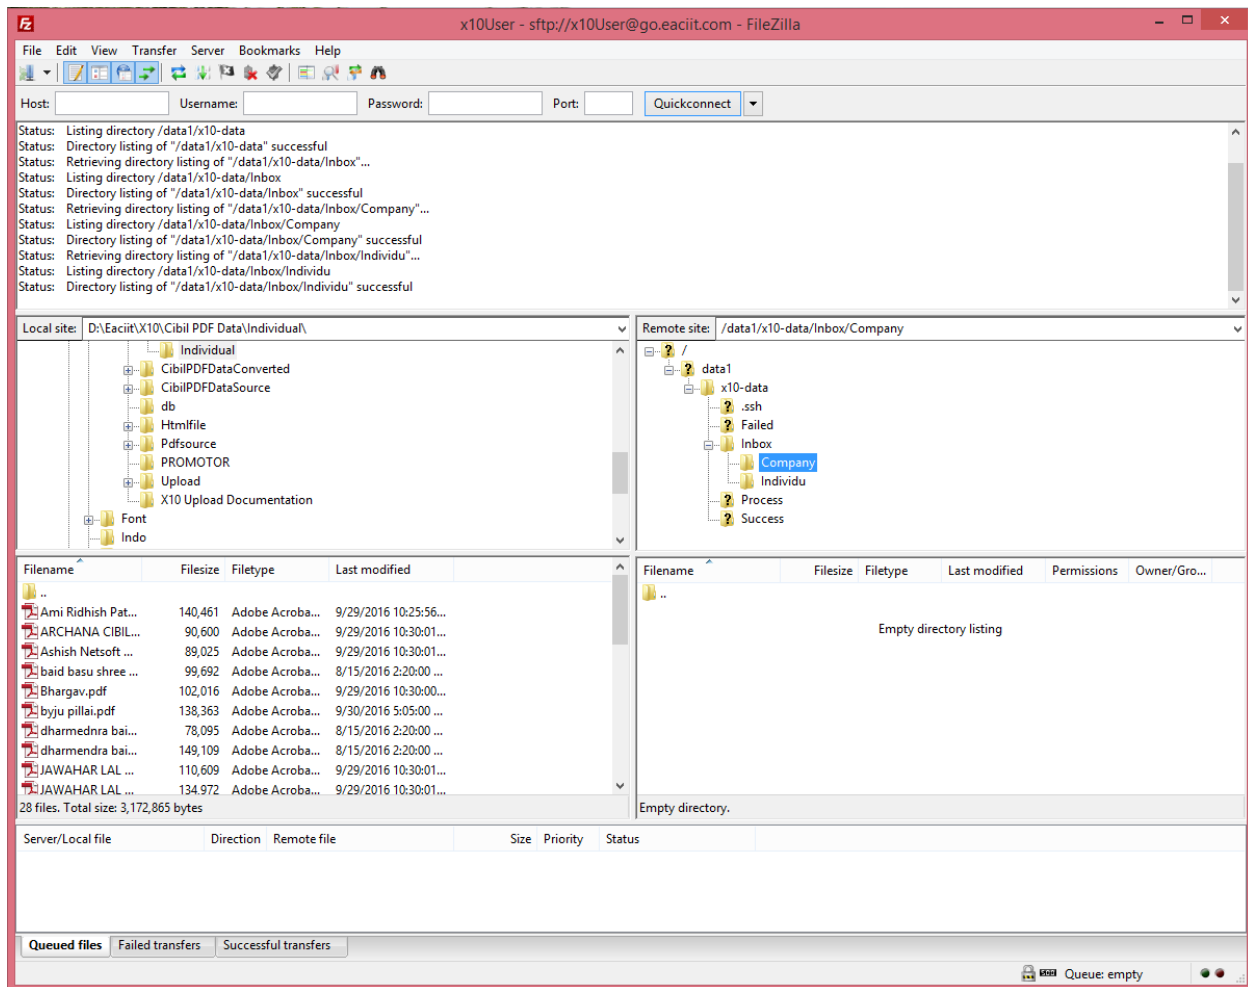 x10User - sftp://x10User@go.eaciit.com - FileZilla
File Edit View Transfer Server Bookmarks Help
Host: Username: Password: Port: Quickconnect
Status: Listing directory /data1/x10-data
Status: Directory listing of "/data1/x10-data" successful
Status: Retrieving directory listing of "/data1/x10-data/Inbox"...
Status: Listing directory /data1/x10-data/Inbox
Status: Directory listing of "/data1/x10-data/Inbox" successful
Status: Retrieving directory listing of "/data1/x10-data/Inbox/Company"...
Status: Listing directory /data1/x10-data/Inbox/Company
Status: Directory listing of "/data1/x10-data/Inbox/Company" successful
Status: Retrieving directory listing of "/data1/x10-data/Inbox/Individu"...
Status: Listing directory /data1/x10-data/Inbox/Individu
Status: Directory listing of "/data1/x10-data/Inbox/Individu" successful
Local site: D:\Eaciit\X10\Cibil PDF Data\Individual\
Individual
CibilPDFDataConverted
CibilPDFDataSource
db
Htmlfile
Pdfsource
PROMOTOR
Upload
X10 Upload Documentation
Font
Indo
Remote site: /data1/x10-data/Inbox/Company
/
data1
x10-data
.ssh
Failed
Inbox
Company
Individu
Process
Success
Filename Filesize Filetype Last modified
..
Ami Ridhish Pat... 140,461 Adobe Acroba... 9/29/2016 10:25:56...
ARCHANA CIBIL... 90,600 Adobe Acroba... 9/29/2016 10:30:01...
Ashish Netsoft ... 89,025 Adobe Acroba... 9/29/2016 10:30:01...
baid basu shree ... 99,692 Adobe Acroba... 8/15/2016 2:20:00 ...
Bhargav.pdf 102,016 Adobe Acroba... 9/29/2016 10:30:00...
byju pillai.pdf 138,363 Adobe Acroba... 9/30/2016 5:05:00 ...
dharmednra bai... 78,095 Adobe Acroba... 8/15/2016 2:20:00 ...
dharmendra bai... 149,109 Adobe Acroba... 8/15/2016 2:20:00 ...
JAWAHAR LAL ... 110,609 Adobe Acroba... 9/29/2016 10:30:01...
JAWAHAR LAL ... 134,972 Adobe Acroba... 9/29/2016 10:30:01...
28 files. Total size: 3,172,865 bytes
Filename Filesize Filetype Last modified Permissions Owner/Gro...
..
Empty directory listing
Empty directory.
Server/Local file Direction Remote file Size Priority Status
Queued files Failed transfers Successful transfers
Queue: empty